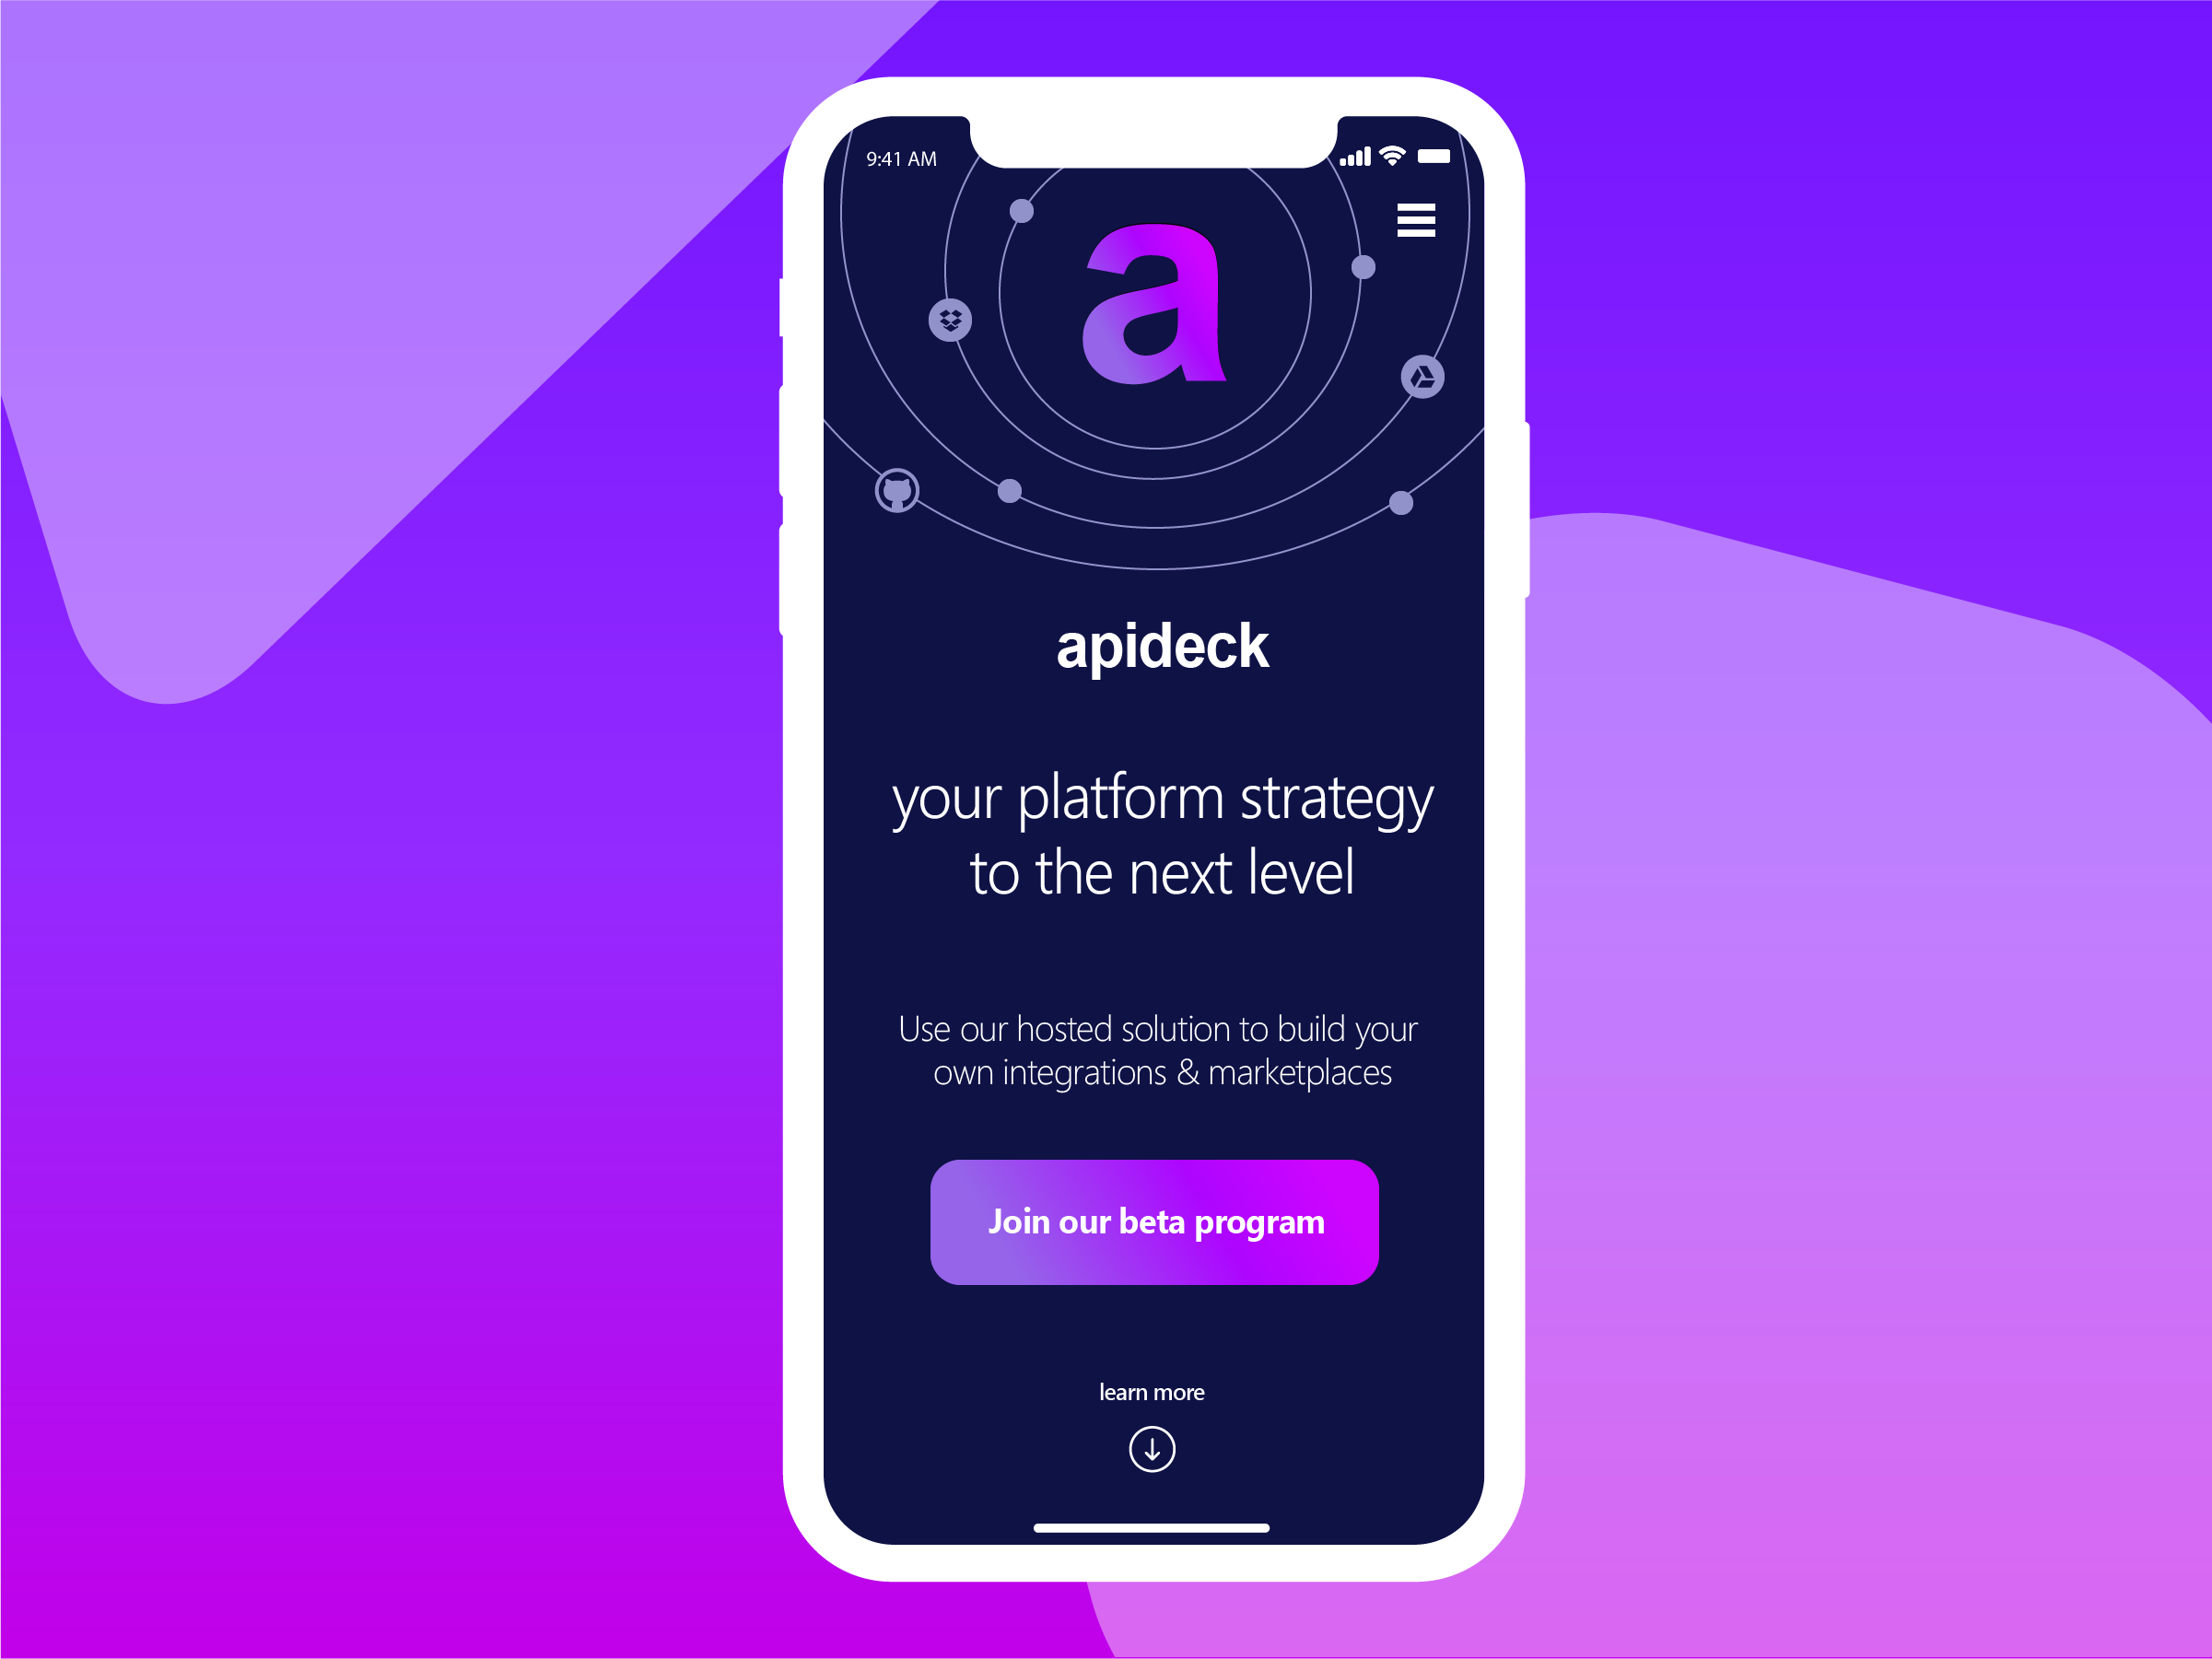 9:41 AM
a
apideck
your platform strategy
to the next level
Use our hosted solution to build your
own integrations & marketplaces
Join our beta program
learn more